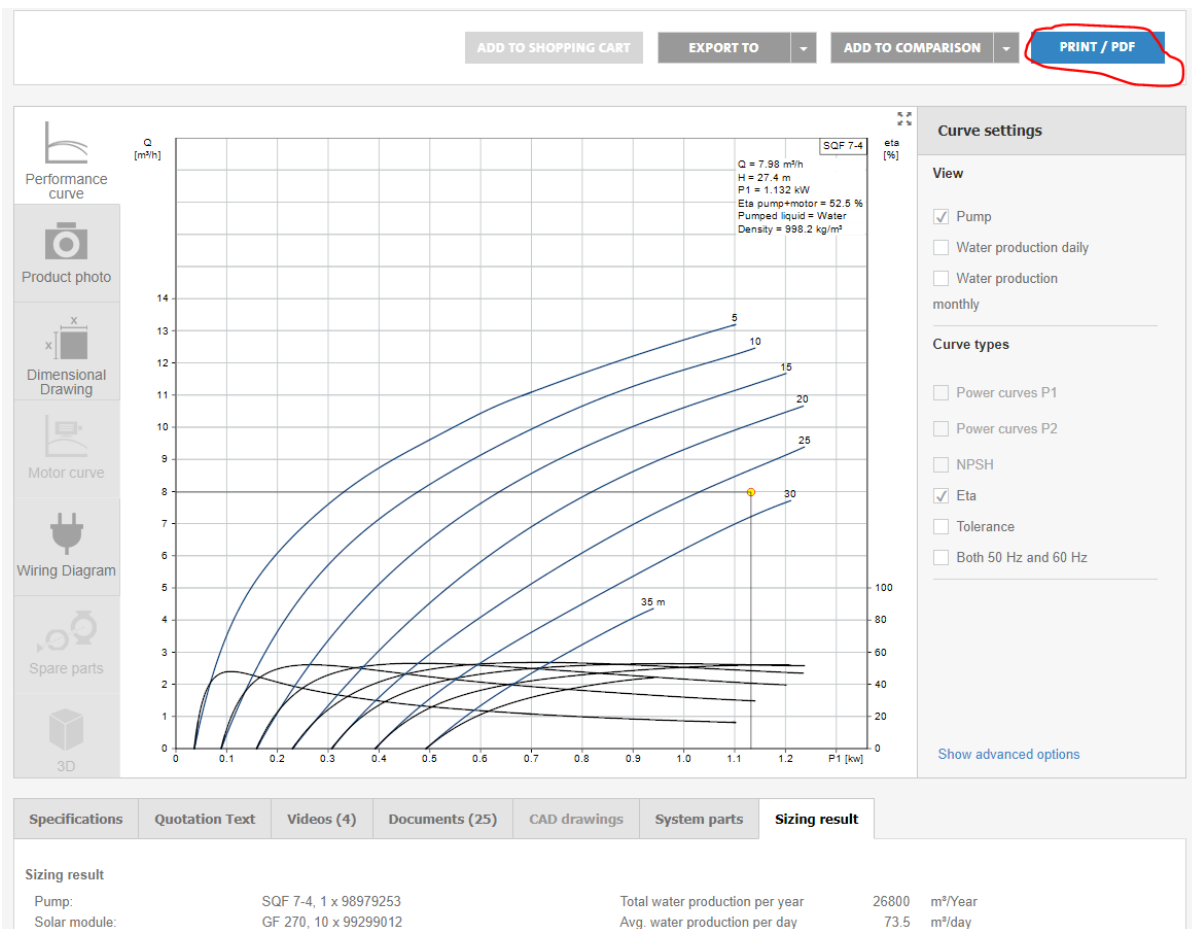 ADD TO SHOPPING CART
EXPORT TO
ADD TO COMPARISON
PRINT / PDF
Performance
curve
Product photo
x
x
Dimensional
Drawing
Motor curve
Wiring Diagram
Spare parts
3D
Q
[m³/h]
SQF 7-4
eta
[%]
Q = 7.98 m³/h
H = 27.4 m
P1 = 1.132 kW
Eta pump+motor = 52.5 %
Pumped liquid = Water
Density = 998.2 kg/m³
14
13
12
11
10
9
8
7
6
5
4
3
2
1
0
5
10
15
20
25
30
35 m
100
80
60
40
20
0
0 0.1 0.2 0.3 0.4 0.5 0.6 0.7 0.8 0.9 1.0 1.1 1.2 P1 [kw]
Curve settings
View
Pump
Water production daily
Water production
monthly
Curve types
Power curves P1
Power curves P2
NPSH
Eta
Tolerance
Both 50 Hz and 60 Hz
Show advanced options
Specifications Quotation Text Videos (4) Documents (25) CAD drawings System parts Sizing result
Sizing result
Pump: SQF 7-4, 1 x 98979253 Total water production per year 26800 m³/Year
Solar module: GF 270, 10 x 99299012 Avg. water production per day 73.5 m³/day